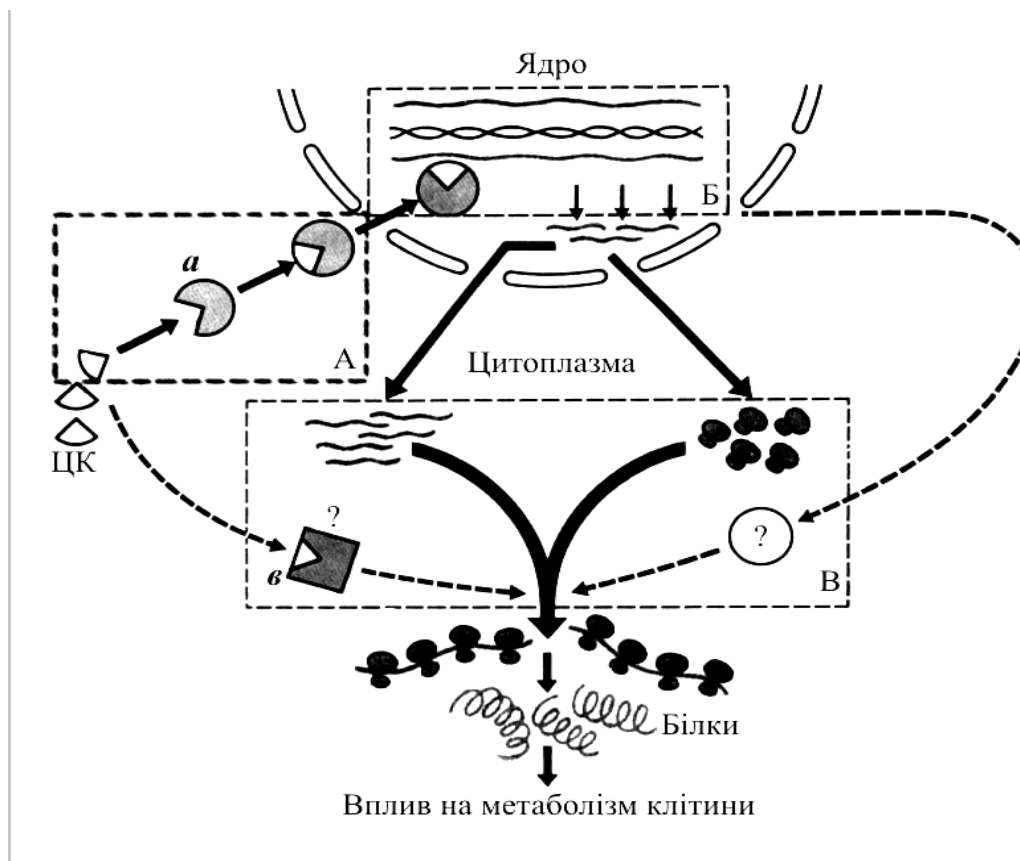 Ядро
Б
а
А
Цитоплазма
ЦК
?
?
в
В
Білки
Вплив на метаболізм клітини